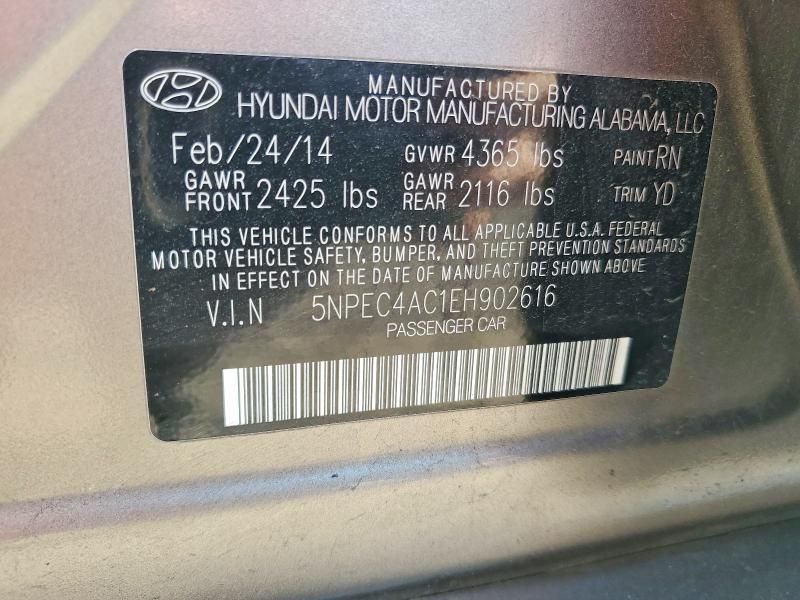 MANUFACTURED BY
HYUNDAI MOTOR MANUFACTURING ALABAMA, LLC
Feb/24/14 GVWR 4365 lbs PAINT RN
GAWR FRONT 2425 lbs GAWR REAR 2116 lbs TRIM YD
THIS VEHICLE CONFORMS TO ALL APPLICABLE U.S.A. FEDERAL
MOTOR VEHICLE SAFETY, BUMPER, AND THEFT PREVENTION STANDARDS
IN EFFECT ON THE DATE OF MANUFACTURE SHOWN ABOVE
V.I.N 5NPEC4AC1EH902616
PASSENGER CAR